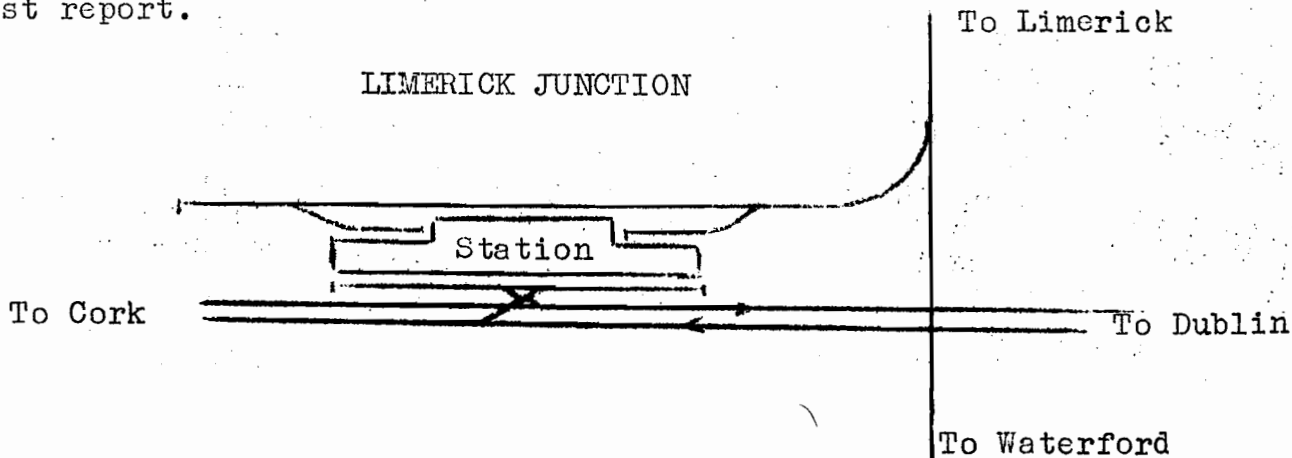 st report.
To Limerick
LIMERICK JUNCTION
Station
To Cork
To Dublin
To Waterford